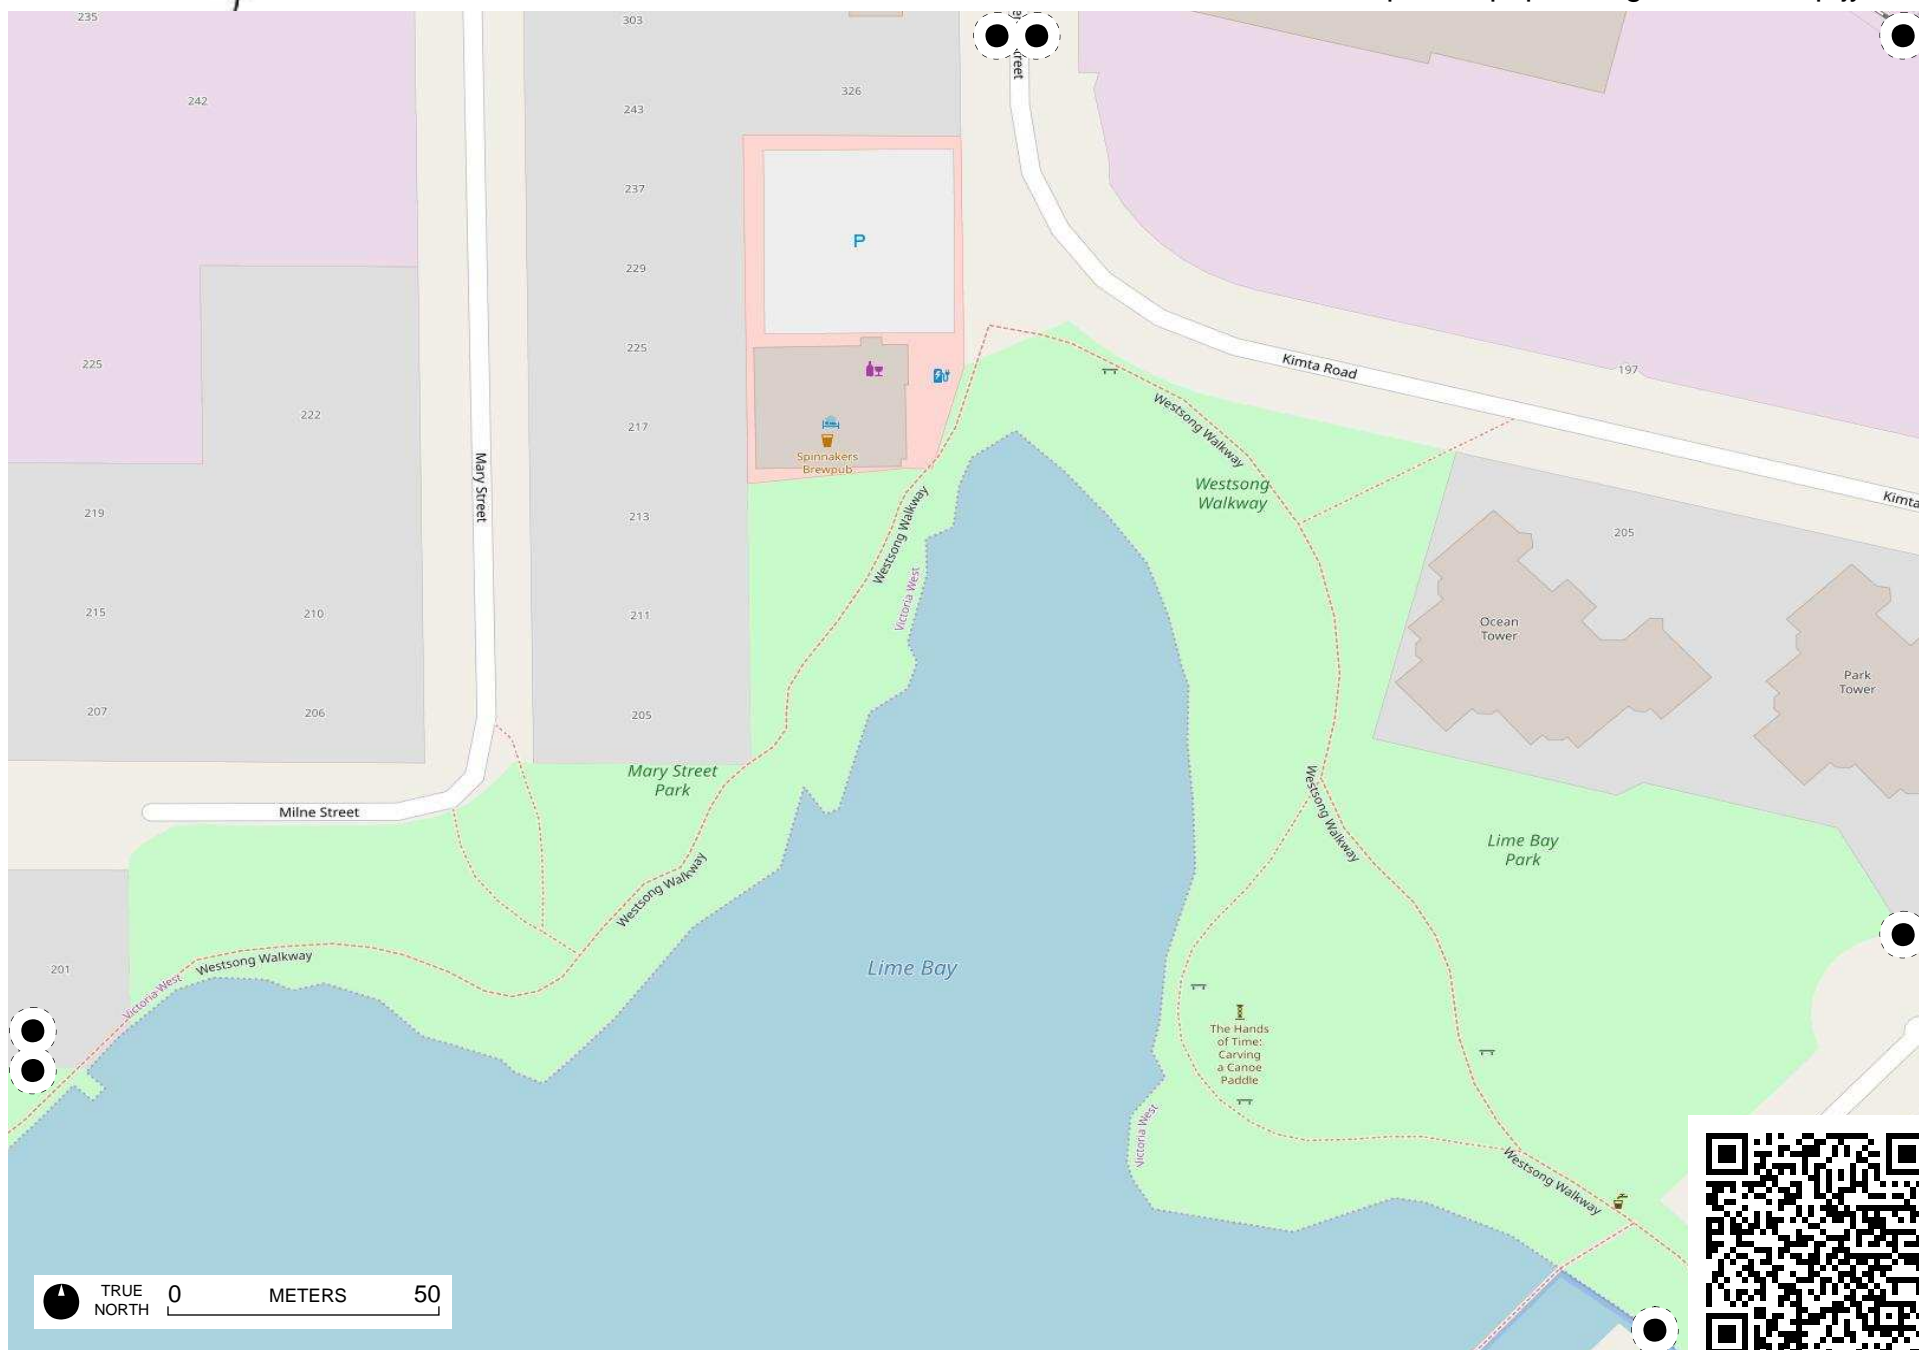 235
303
242
326
243
237
229
225
225
222
217
219
213
215
210
211
207
206
205
Mary Street
Milne Street
P
Spinnakers
Brewpub
Westsong Walkway
Victoria West
Mary Street
Park
Westsong Walkway
Westsong Walkway
Victoria West
201
Kimta Road
197
Kimta
Westsong Walkway
Westsong
Walkway
205
Ocean
Tower
Park
Tower
Westsong Walkway
Lime Bay
Park
Lime Bay
The Hands
of Time:
Carving
a Canoe
Paddle
Victoria West
Westsong Walkway
TRUE
NORTH
0 METERS 50